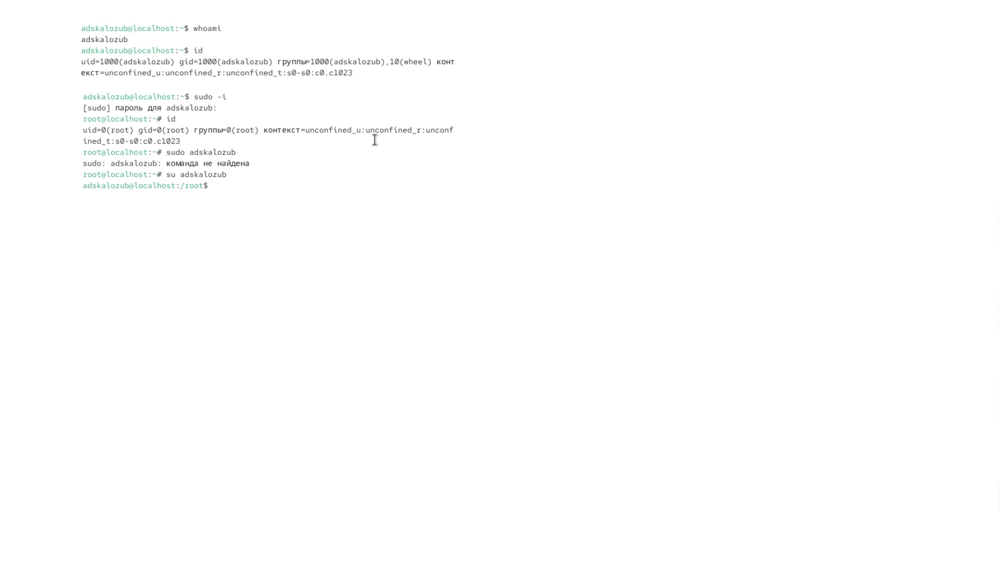 adskalozub@localhost:~$ whoami
adskalozub
adskalozub@localhost:~$ id
uid=1000(adskalozub) gid=1000(adskalozub) группы=1000(adskalozub),10(wheel) конт
екст=unconfined_u:unconfined_r:unconfined_t:s0-s0:c0.c1023
adskalozub@localhost:~$ sudo -i
[sudo] пароль для adskalozub:
root@localhost:~# id
uid=0(root) gid=0(root) группы=0(root) контекст=unconfined_u:unconfined_r:unconf
ined_t:s0-s0:c0.c1023
root@localhost:~# sudo adskalozub
sudo: adskalozub: команда не найдена
root@localhost:~# su adskalozub
adskalozub@localhost:/root$